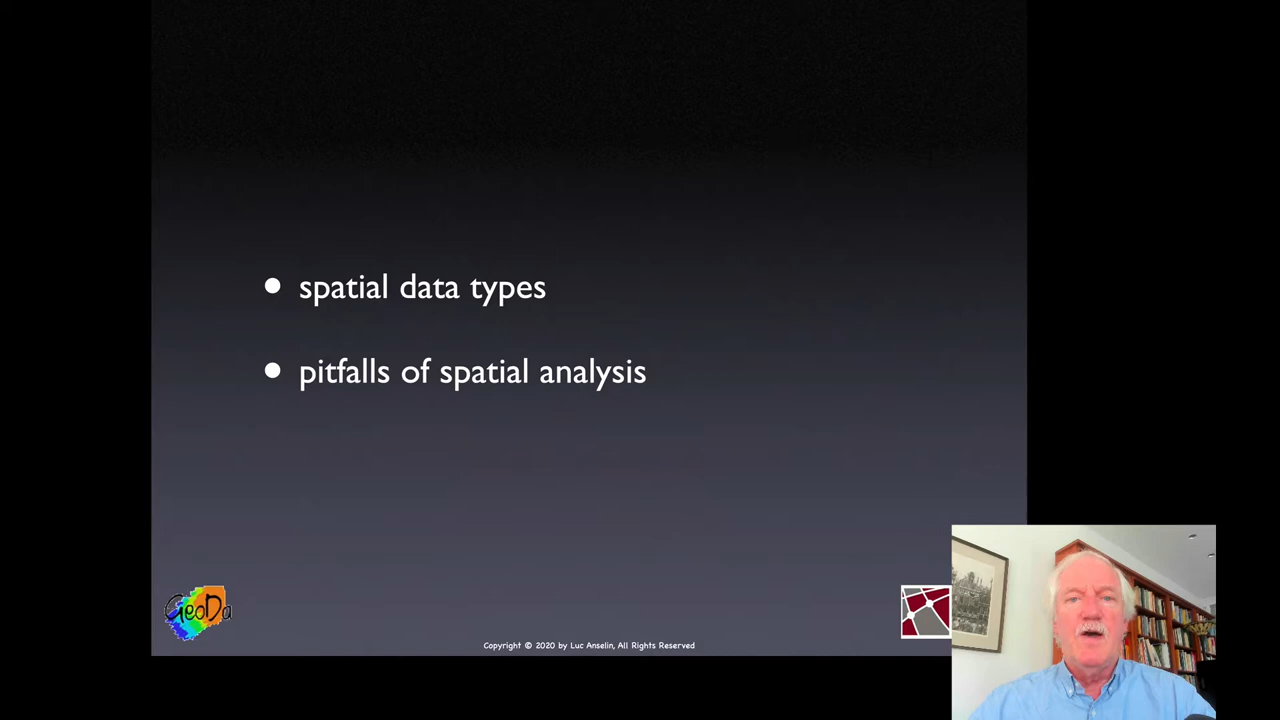 • spatial data types
• pitfalls of spatial analysis
GeoDa
Copyright © 2020 by Luc Anselin, All Rights Reserved